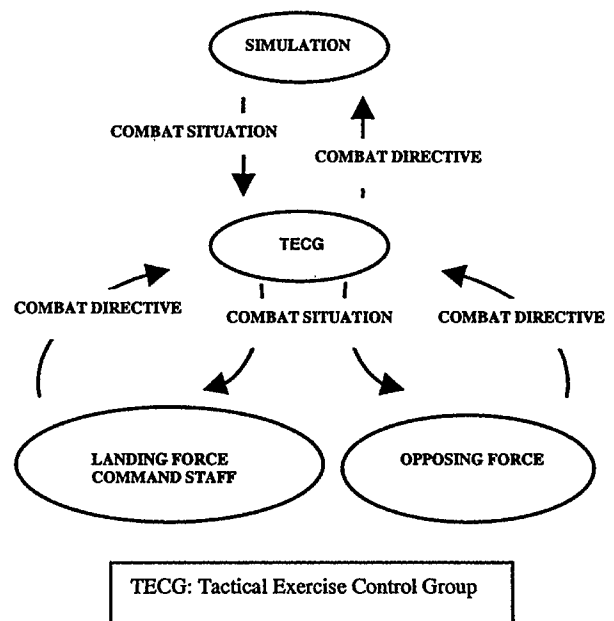 SIMULATION
COMBAT SITUATION
COMBAT DIRECTIVE
TECG
COMBAT DIRECTIVE
COMBAT SITUATION
COMBAT DIRECTIVE
LANDING FORCE
COMMAND STAFF
OPPOSING FORCE
TECG: Tactical Exercise Control Group